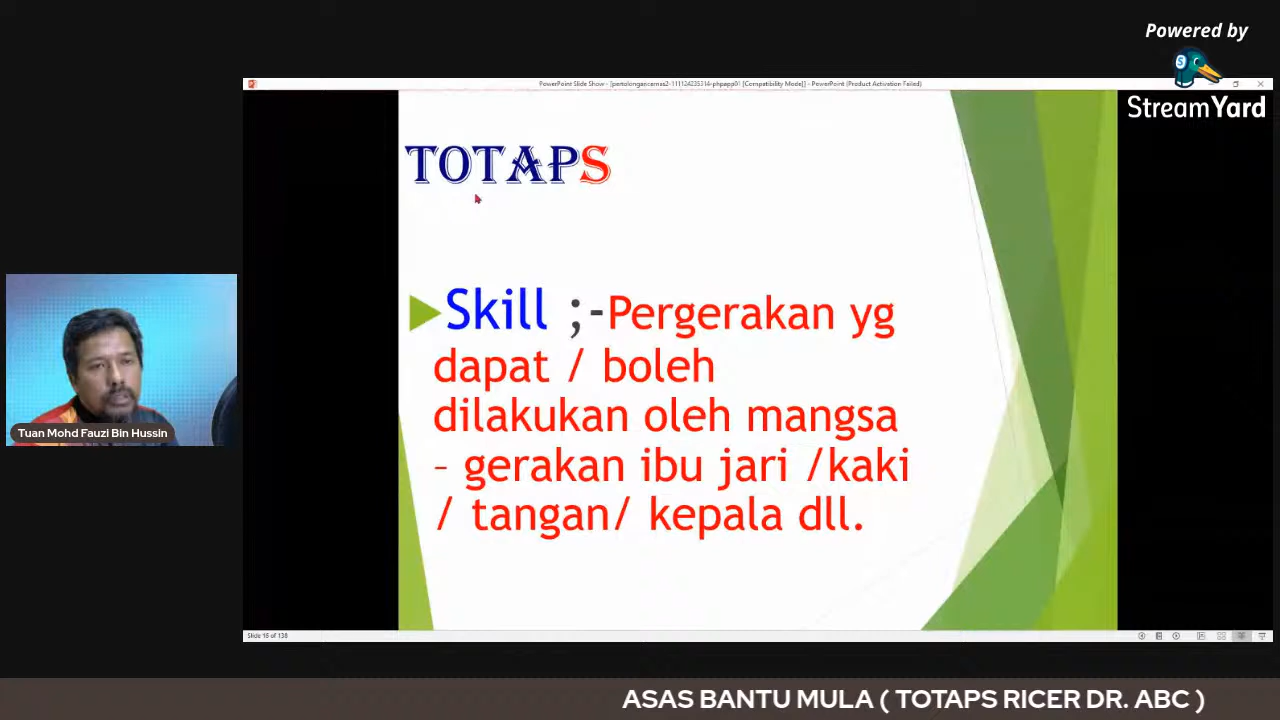 Powered by
StreamYard
PowerPoint Slide Show - [pertolongancemas2-111124235314-phpapp01 [Compatibility Mode]] - PowerPoint (Product Activation Failed)
TOTAPS
Skill ;-Pergerakan yg
dapat / boleh
dilakukan oleh mangsa
– gerakan ibu jari /kaki
/ tangan/ kepala dll.
Tuan Mohd Fauzi Bin Hussin
Slide 16 of 138
ASAS BANTU MULA ( TOTAPS RICER DR. ABC )